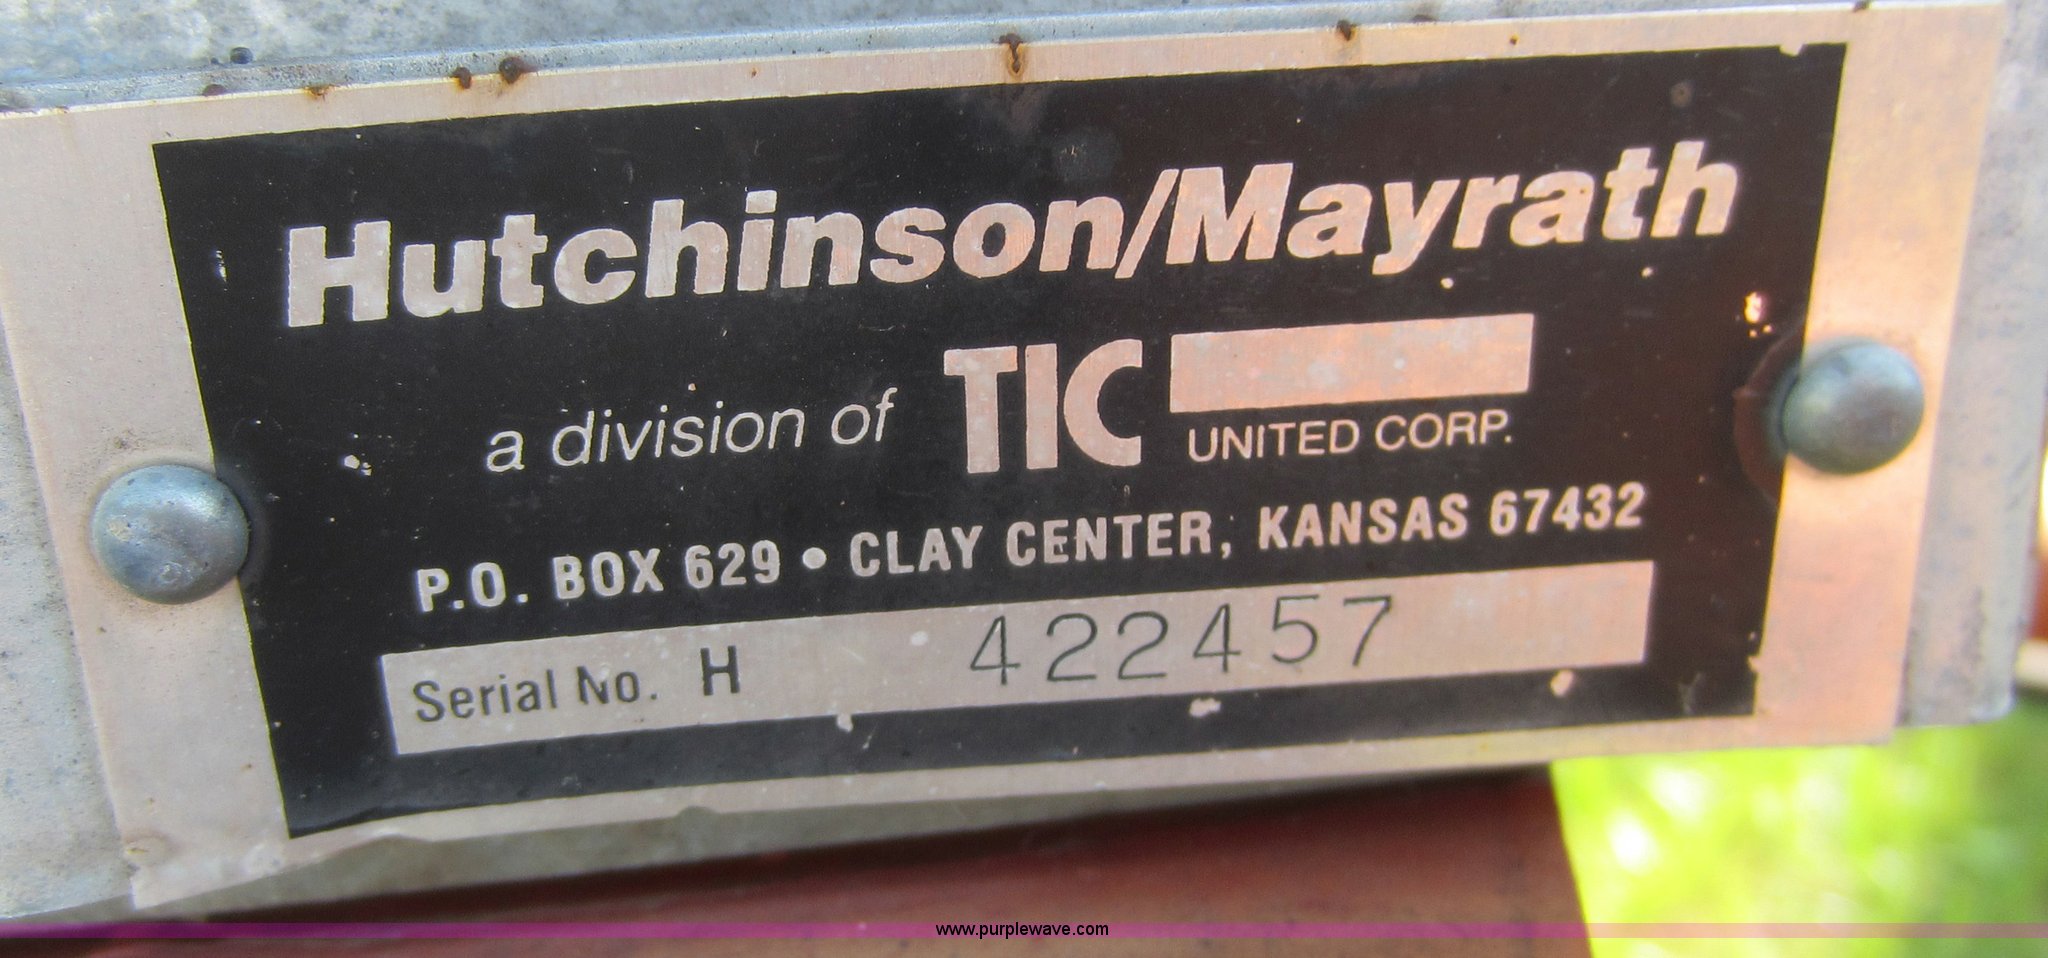 Hutchinson/Mayrath
a division of TIC UNITED CORP.
P.O. BOX 629 • CLAY CENTER, KANSAS 67432
Serial No. H 422457
www.purplewave.com